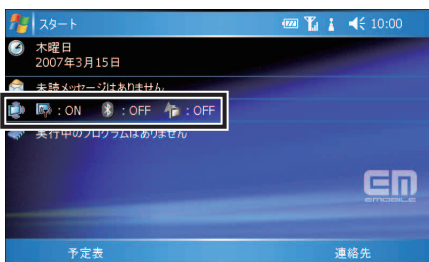 スタート 10:00
木曜日
2007年3月15日
未読メッセージはありません
: ON : OFF : OFF
実行中のプログラムはありません
EM
EMOBILE
予定表 連絡先